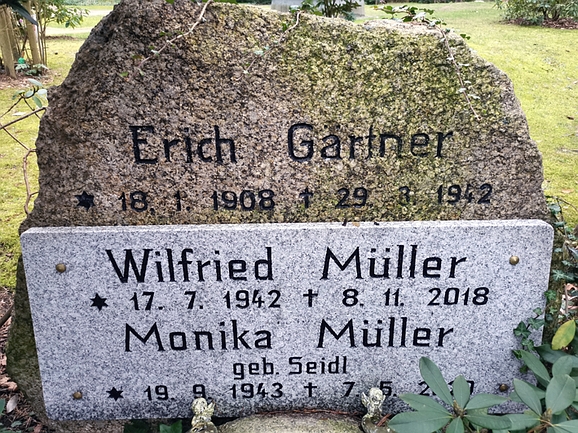 Erich Gartner
* 18. 1. 1908 † 29. 3. 1942
Wilfried Müller
* 17. 7. 1942 † 8. 11. 2018
Monika Müller
geb. Seidl
* 19. 9. 1943 † 7. 5.